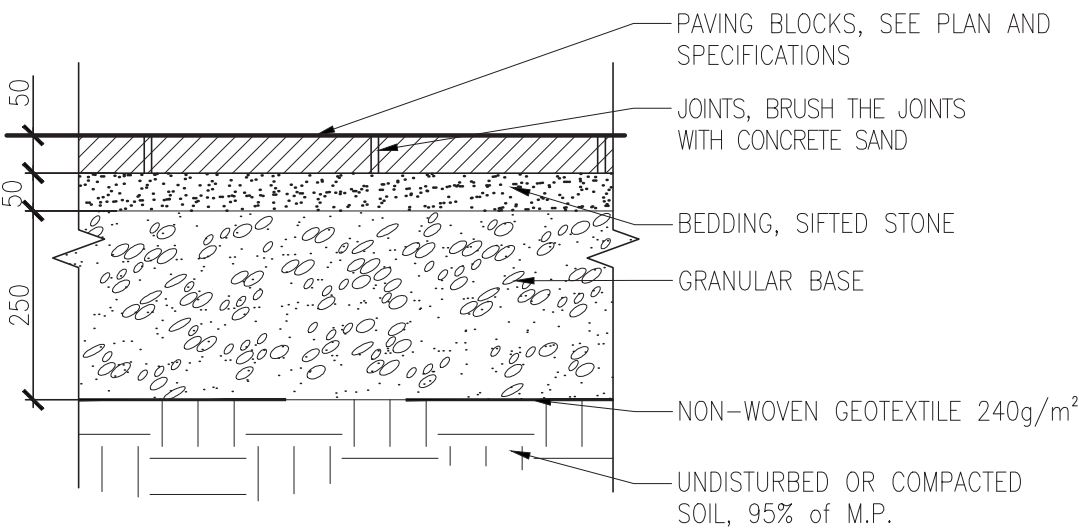 PAVING BLOCKS, SEE PLAN AND
SPECIFICATIONS
50
JOINTS, BRUSH THE JOINTS
WITH CONCRETE SAND
50
BEDDING, SIFTED STONE
GRANULAR BASE
250
NON-WOVEN GEOTEXTILE 240g/m²
UNDISTURBED OR COMPACTED
SOIL, 95% of M.P.